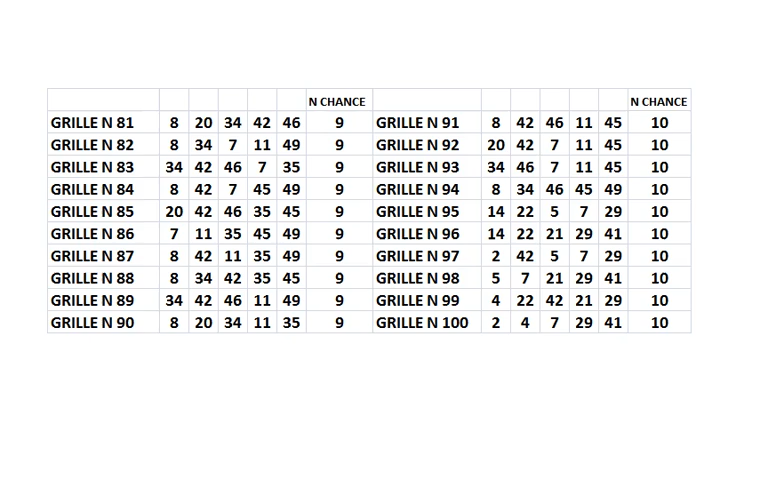 N CHANCE N CHANCE
GRILLE N 81 8 20 34 42 46 9 GRILLE N 91 8 42 46 11 45 10
GRILLE N 82 8 34 7 11 49 9 GRILLE N 92 20 42 7 11 45 10
GRILLE N 83 34 42 46 7 35 9 GRILLE N 93 34 46 7 11 45 10
GRILLE N 84 8 42 7 45 49 9 GRILLE N 94 8 34 46 45 49 10
GRILLE N 85 20 42 46 35 45 9 GRILLE N 95 14 22 5 7 29 10
GRILLE N 86 7 11 35 45 49 9 GRILLE N 96 14 22 21 29 41 10
GRILLE N 87 8 42 11 35 49 9 GRILLE N 97 2 42 5 7 29 10
GRILLE N 88 8 34 42 35 45 9 GRILLE N 98 5 7 21 29 41 10
GRILLE N 89 34 42 46 11 49 9 GRILLE N 99 4 22 42 21 29 10
GRILLE N 90 8 20 34 11 35 9 GRILLE N 100 2 4 7 29 41 10